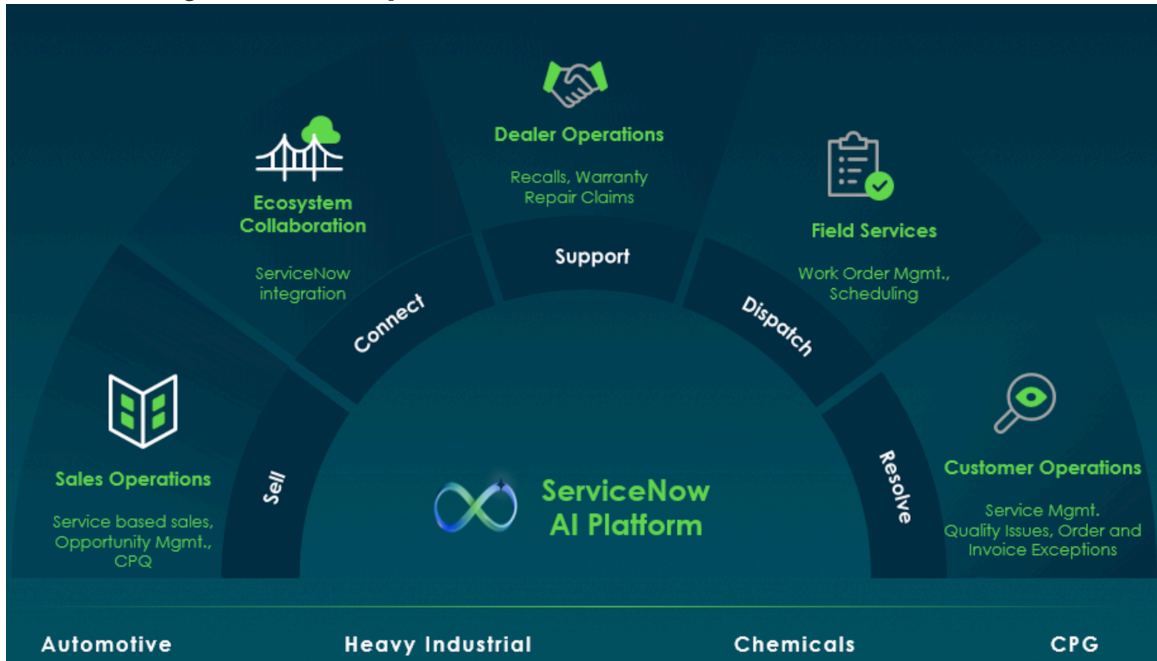 Sell
Connect
Support
Dispatch
Resolve
Sales Operations
Service based sales,
Opportunity Mgmt.,
CPQ
Ecosystem
Collaboration
ServiceNow
integration
Dealer Operations
Recalls, Warranty
Repair Claims
Field Services
Work Order Mgmt.,
Scheduling
Customer Operations
Service Mgmt.
Quality Issues, Order and
Invoice Exceptions
ServiceNow
AI Platform
Automotive
Heavy Industrial
Chemicals
CPG